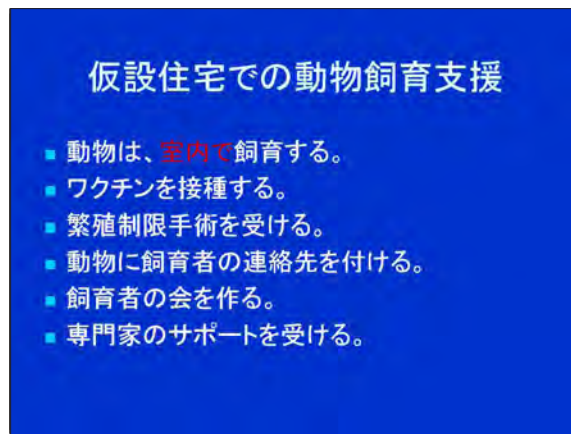 仮設住宅での動物飼育支援
動物は、室内で飼育する。
ワクチンを接種する。
繁殖制限手術を受ける。
動物に飼育者の連絡先を付ける。
飼育者の会を作る。
専門家のサポートを受ける。